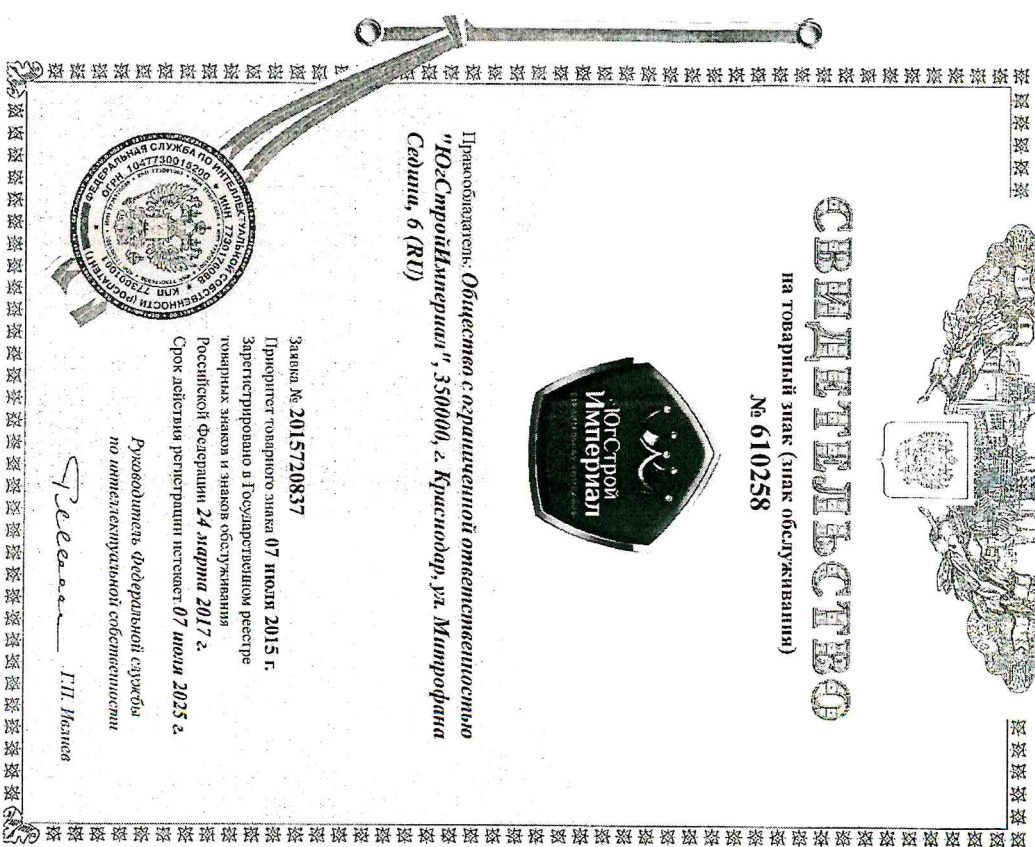 СВИДЕТЕЛЬСТВО
на товарный знак (знак обслуживания)
№ 610258
ЮгСтрой
Империал
Правообладатель: Общество с ограниченной ответственностью
"ЮгСтройИмпериал", 350000, г. Краснодар, ул. Митрофана
Седина, 6 (RU)
Заявка № 2015720837
Приоритет товарного знака 07 июля 2015 г.
Зарегистрировано в Государственном реестре
товарных знаков и знаков обслуживания
Российской Федерации 24 марта 2017 г.
Срок действия регистрации истекает 07 июля 2025 г.
Руководитель Федеральной службы
по интеллектуальной собственности
Г.П. Ивлиев
ФЕДЕРАЛЬНАЯ СЛУЖБА ПО ИНТЕЛЛЕКТУАЛЬНОЙ СОБСТВЕННОСТИ (РОСПАТЕНТ)
ОГРН 1047730015200 * ИНН 7730176088 * КПП 773001001